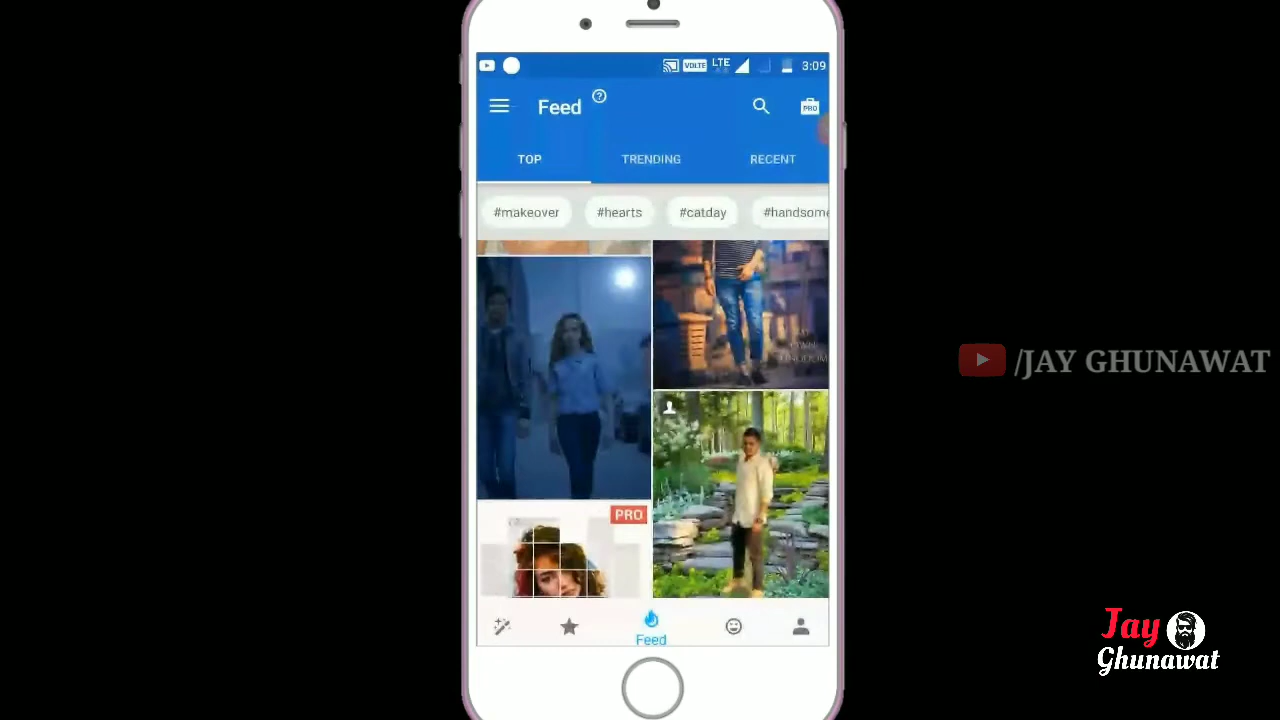 VOLTE LTE 3:09
Feed
PRO
TOP TRENDING RECENT
#makeover #hearts #catday #handsome
PRO
Feed
/JAY GHUNAWAT
Jay
Ghunawat